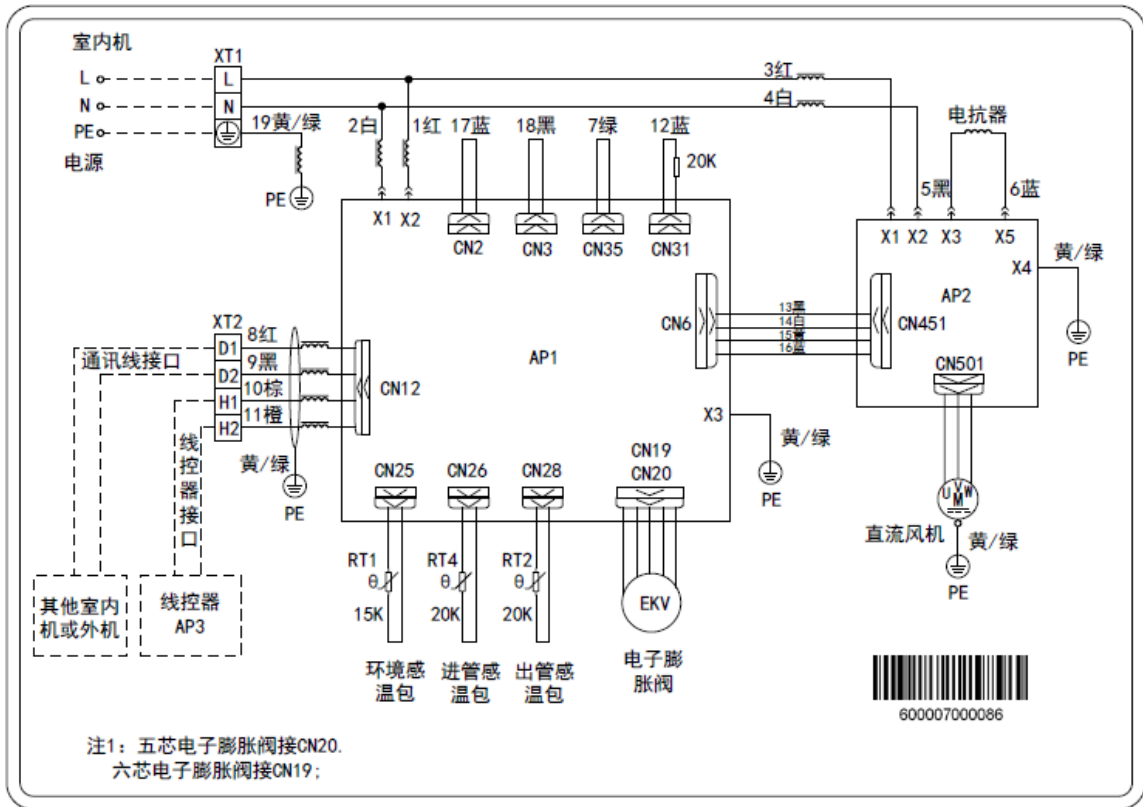 室内机
XT1
L
L
3红
N
N
4白
PE
19黄/绿
2白
1红
17蓝
18黑
7绿
12蓝
电抗器
电源
20K
5黑
6蓝
PE
X1 X2
CN2
CN3
CN35
CN31
X1 X2 X3 X5
X4
黄/绿
AP2
XT2
8红
CN6
13黑
14白
15黄
16蓝
CN451
PE
通讯线接口
D1
9黑
AP1
D2
10棕
CN12
CN501
H1
11橙
H2
X3
黄/绿
线控器接口
黄/绿
CN25
CN26
CN28
CN19
CN20
PE
PE
U V W
M
直流风机
黄/绿
RT1
RT4
RT2
θ
θ
θ
PE
其他室内
机或外机
线控器
AP3
15K
20K
20K
EKV
环境感
温包
进管感
温包
出管感
温包
电子膨
胀阀
600007000086
注1：五芯电子膨胀阀接CN20.
六芯电子膨胀阀接CN19;